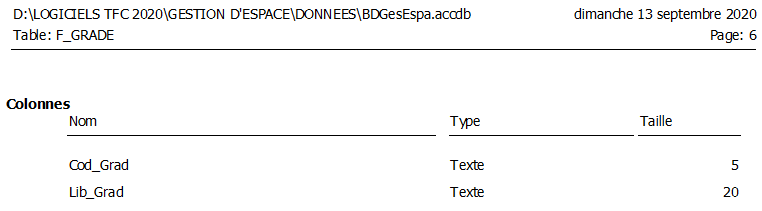 D:\LOGICIELS TFC 2020\GESTION D'ESPACE\DONNEES\BDGesEspa.accdb dimanche 13 septembre 2020
Table: F_GRADE Page: 6
Colonnes
Nom Type Taille
Cod_Grad Texte 5
Lib_Grad Texte 20